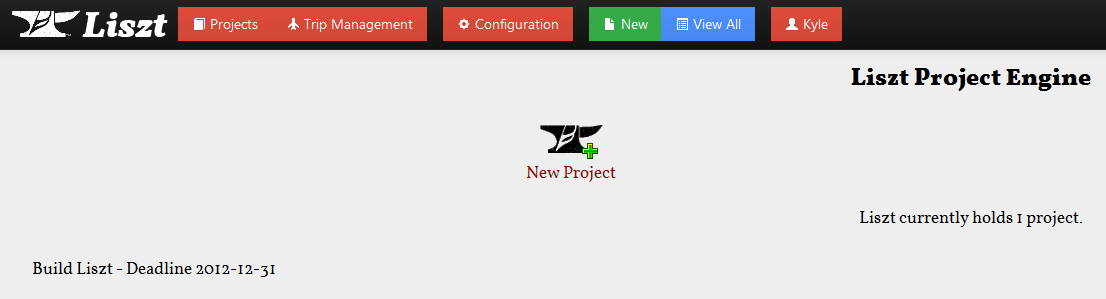 Liszt Projects Trip Management Configuration New View All Kyle
Liszt Project Engine
New Project
Liszt currently holds 1 project.
Build Liszt - Deadline 2012-12-31